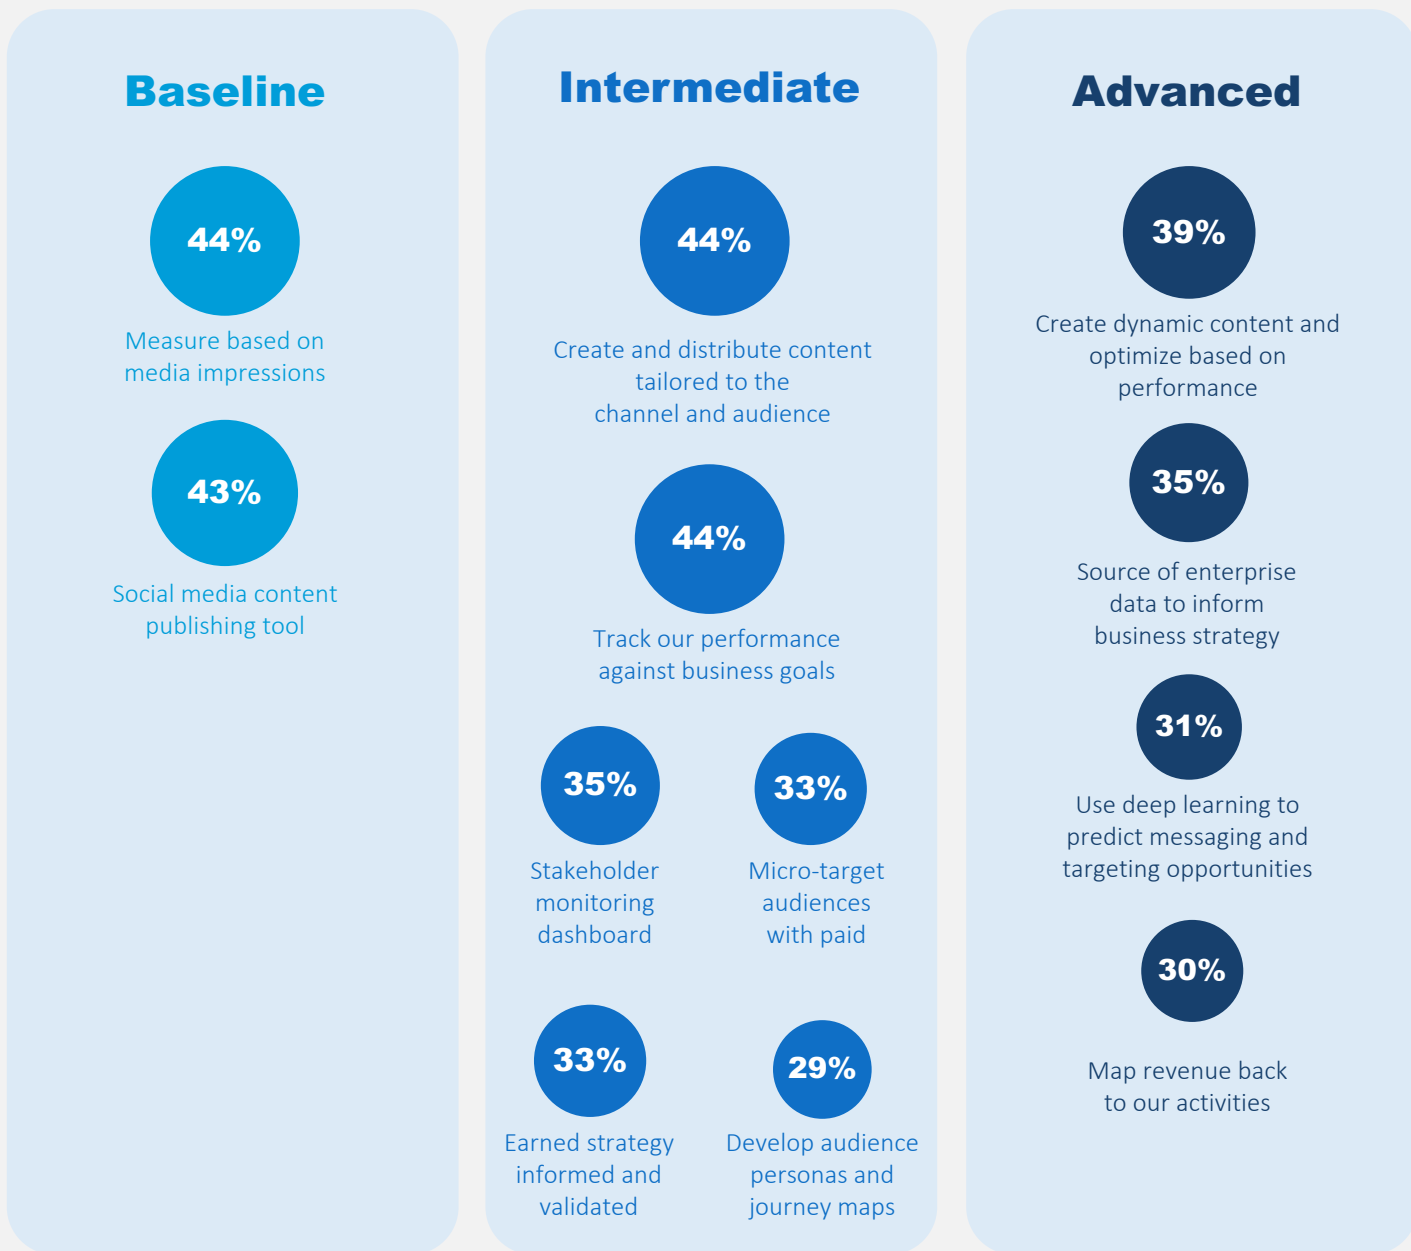 Baseline
44%
Measure based on
media impressions
43%
Social media content
publishing tool
Intermediate
44%
Create and distribute content
tailored to the
channel and audience
44%
Track our performance
against business goals
35%
Stakeholder
monitoring
dashboard
33%
Micro-target
audiences
with paid
33%
Earned strategy
informed and
validated
29%
Develop audience
personas and
journey maps
Advanced
39%
Create dynamic content and
optimize based on
performance
35%
Source of enterprise
data to inform
business strategy
31%
Use deep learning to
predict messaging and
targeting opportunities
30%
Map revenue back
to our activities